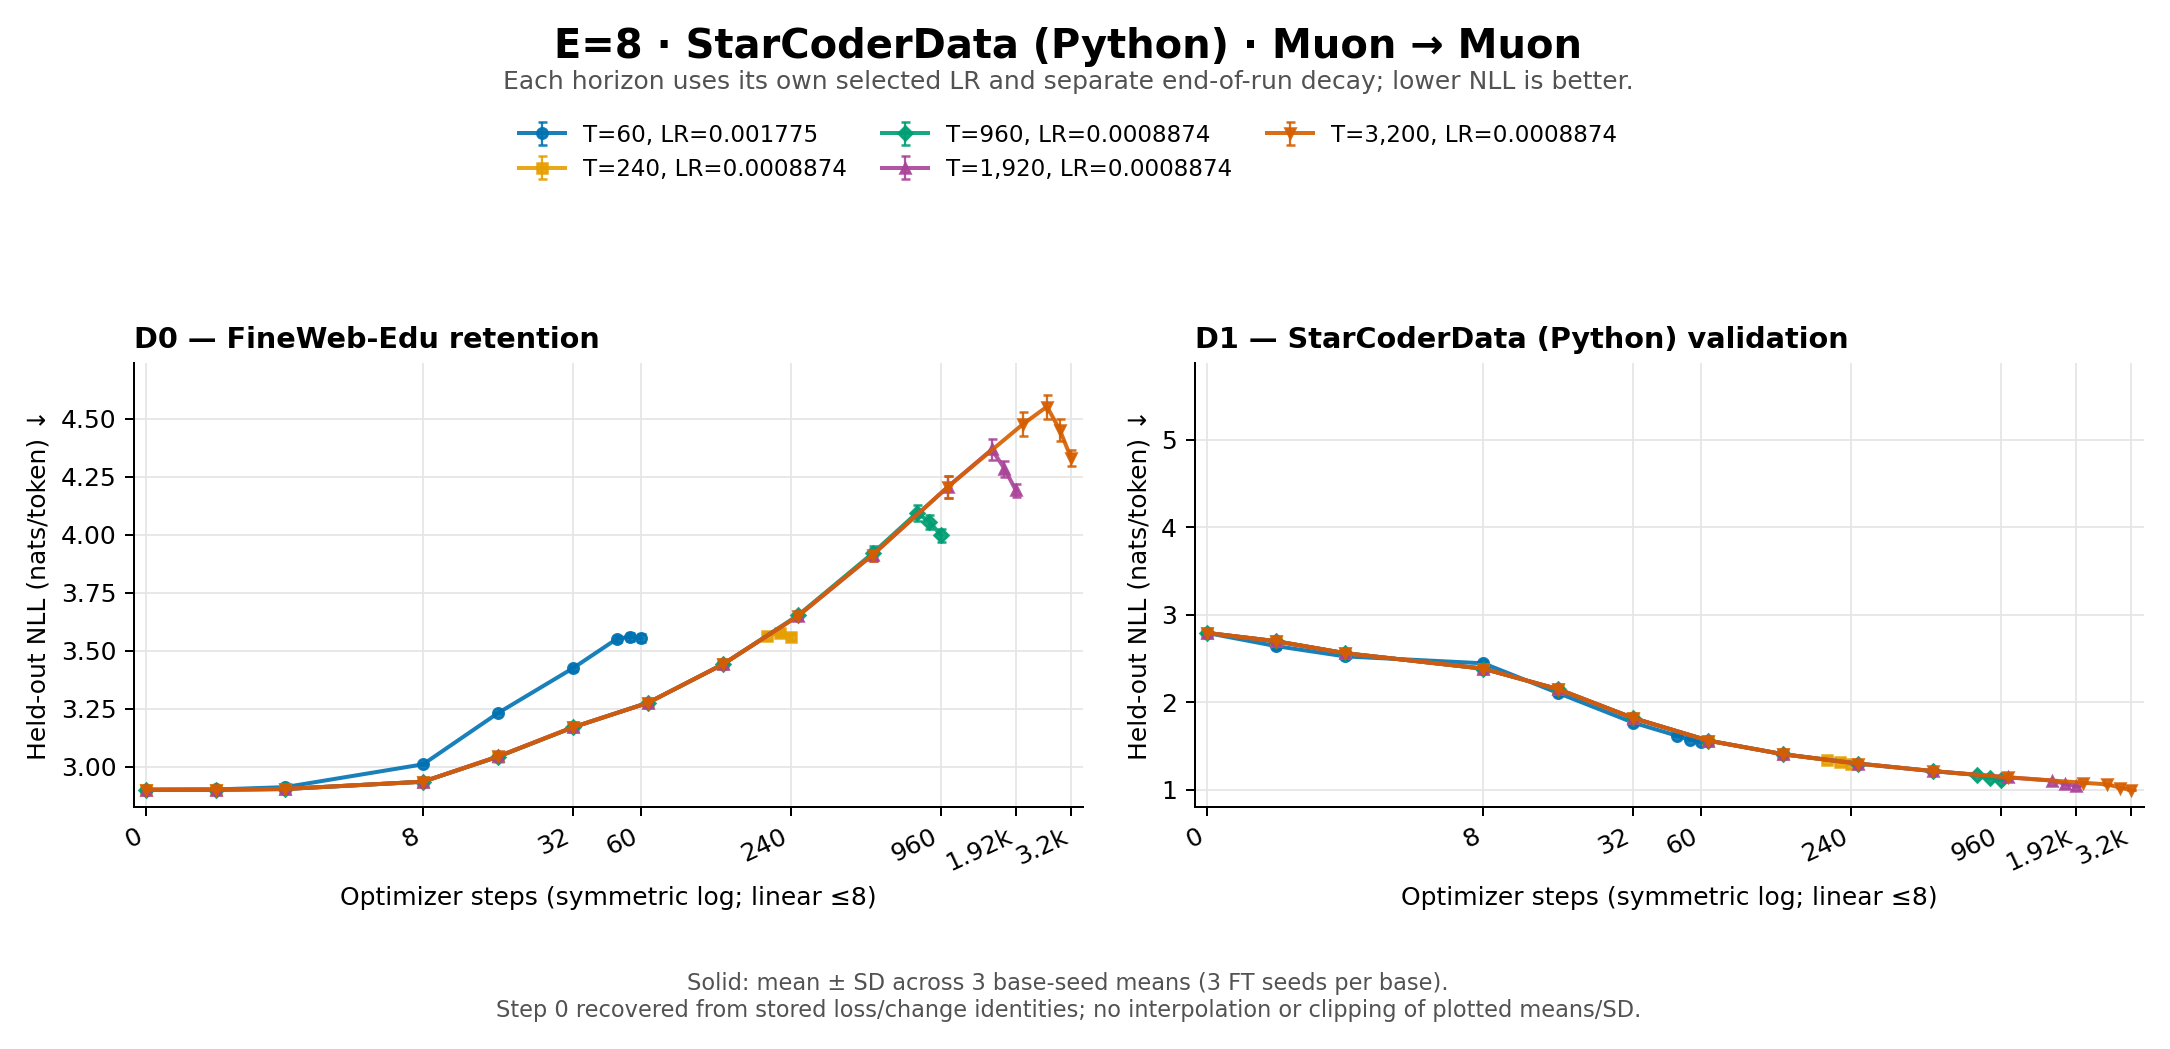 E=8 · StarCoderData (Python) · Muon → Muon
Each horizon uses its own selected LR and separate end-of-run decay; lower NLL is better.
T=60, LR=0.001775
T=240, LR=0.0008874
T=960, LR=0.0008874
T=1,920, LR=0.0008874
T=3,200, LR=0.0008874
D0 — FineWeb-Edu retention
Held-out NLL (nats/token) ↓
4.50
4.25
4.00
3.75
3.50
3.25
3.00
0
8
32
60
240
960
1.92k
3.2k
Optimizer steps (symmetric log; linear ≤8)
D1 — StarCoderData (Python) validation
Held-out NLL (nats/token) ↓
5
4
3
2
1
0
8
32
60
240
960
1.92k
3.2k
Optimizer steps (symmetric log; linear ≤8)
Solid: mean ± SD across 3 base-seed means (3 FT seeds per base).
Step 0 recovered from stored loss/change identities; no interpolation or clipping of plotted means/SD.